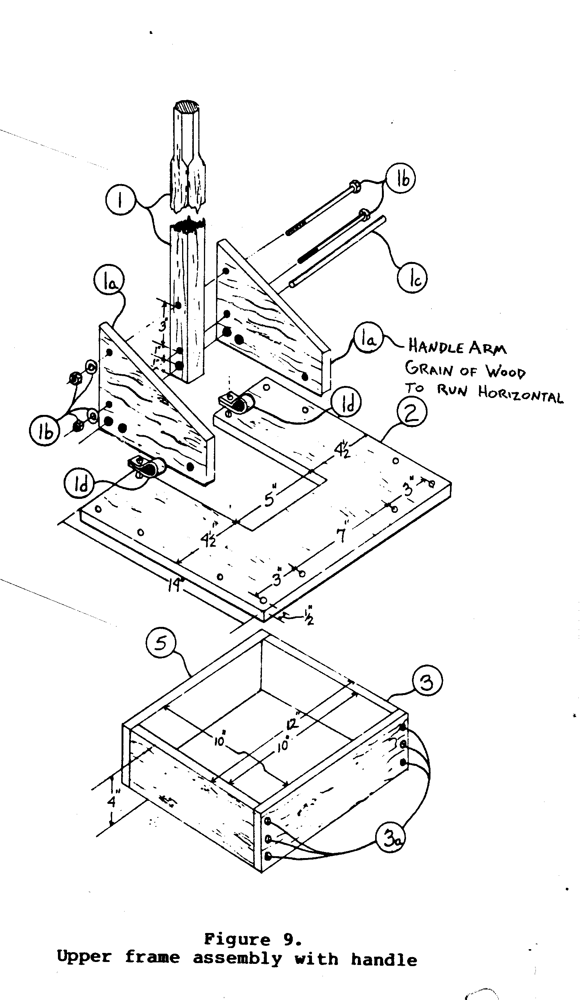 1b
1
1a
1c
3"
1"
1"
1a
HANDLE ARM
GRAIN OF WOOD
TO RUN HORIZONTAL
1d
2
1b
4½"
1d
5"
3"
7"
4½"
3"
14"
½"
5
3
12"
10"
10"
4"
3a
Figure 9.
Upper frame assembly with handle